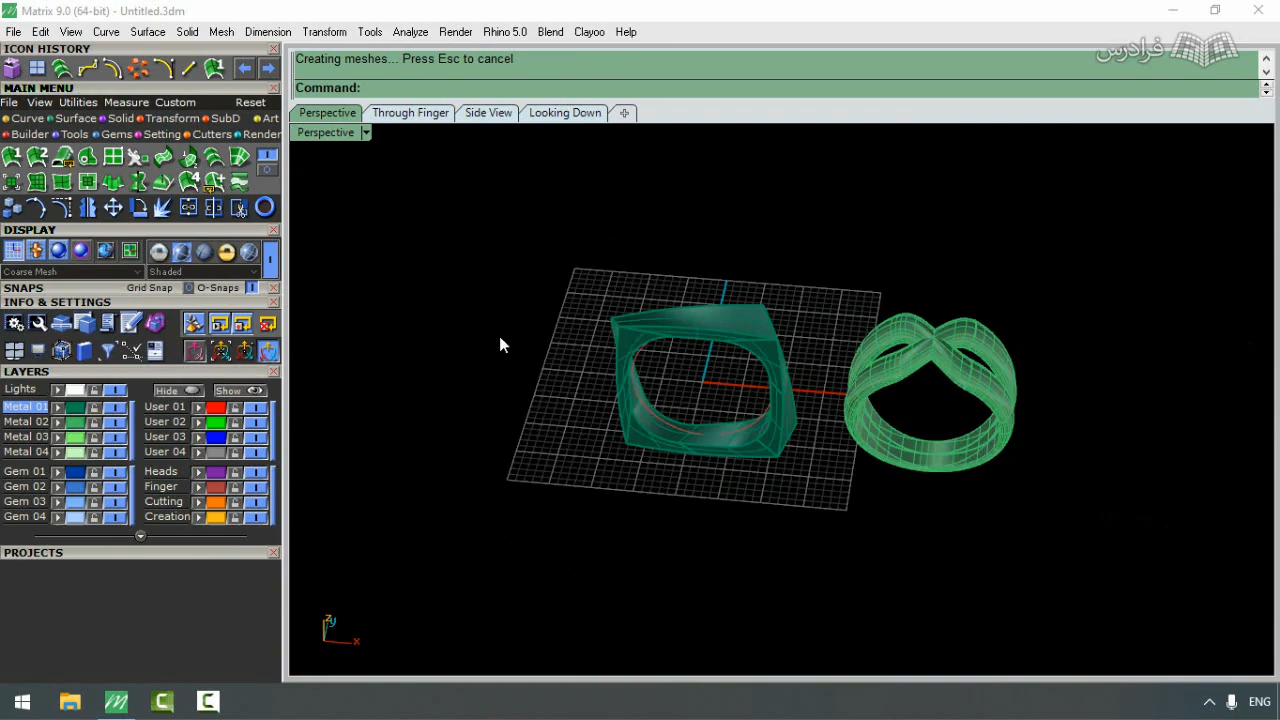 Matrix 9.0 (64-bit) - Untitled.3dm
File Edit View Curve Surface Solid Mesh Dimension Transform Tools Analyze Render Rhino 5.0 Blend Clayoo Help
فرادرس
ICON HISTORY
Creating meshes... Press Esc to cancel
Command:
MAIN MENU
File View Utilities Measure Custom Reset
Curve Surface Solid Transform SubD Art
Builder Tools Gems Setting Cutters Render
Perspective Through Finger Side View Looking Down
Perspective
1 2
4
DISPLAY
Coarse Mesh Shaded
SNAPS Grid Snap O-Snaps
INFO & SETTINGS
LAYERS
Lights Hide Show
Metal 01 User 01
Metal 02 User 02
Metal 03 User 03
Metal 04 User 04
Gem 01 Heads
Gem 02 Finger
Gem 03 Cutting
Gem 04 Creation
PROJECTS
z y x
ENG